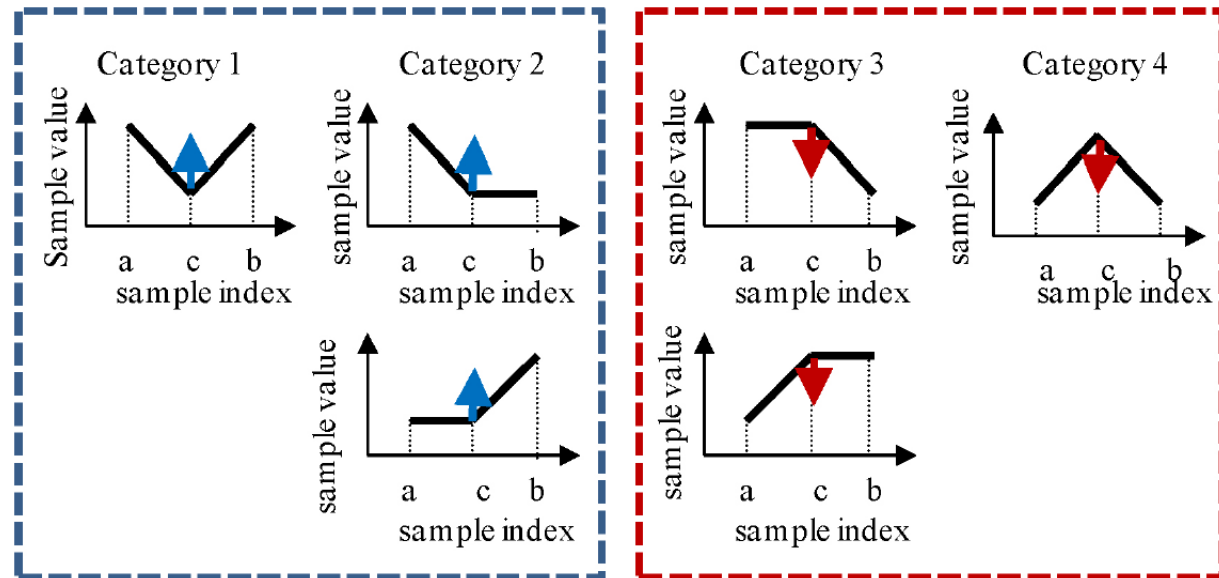 Category 1
Sample value
a c b
sample index
Category 2
sample value
a c b
sample index
sample value
a c b
sample index
Category 3
sample value
a c b
sample index
sample value
a c b
sample index
Category 4
sample value
a c b
sample index